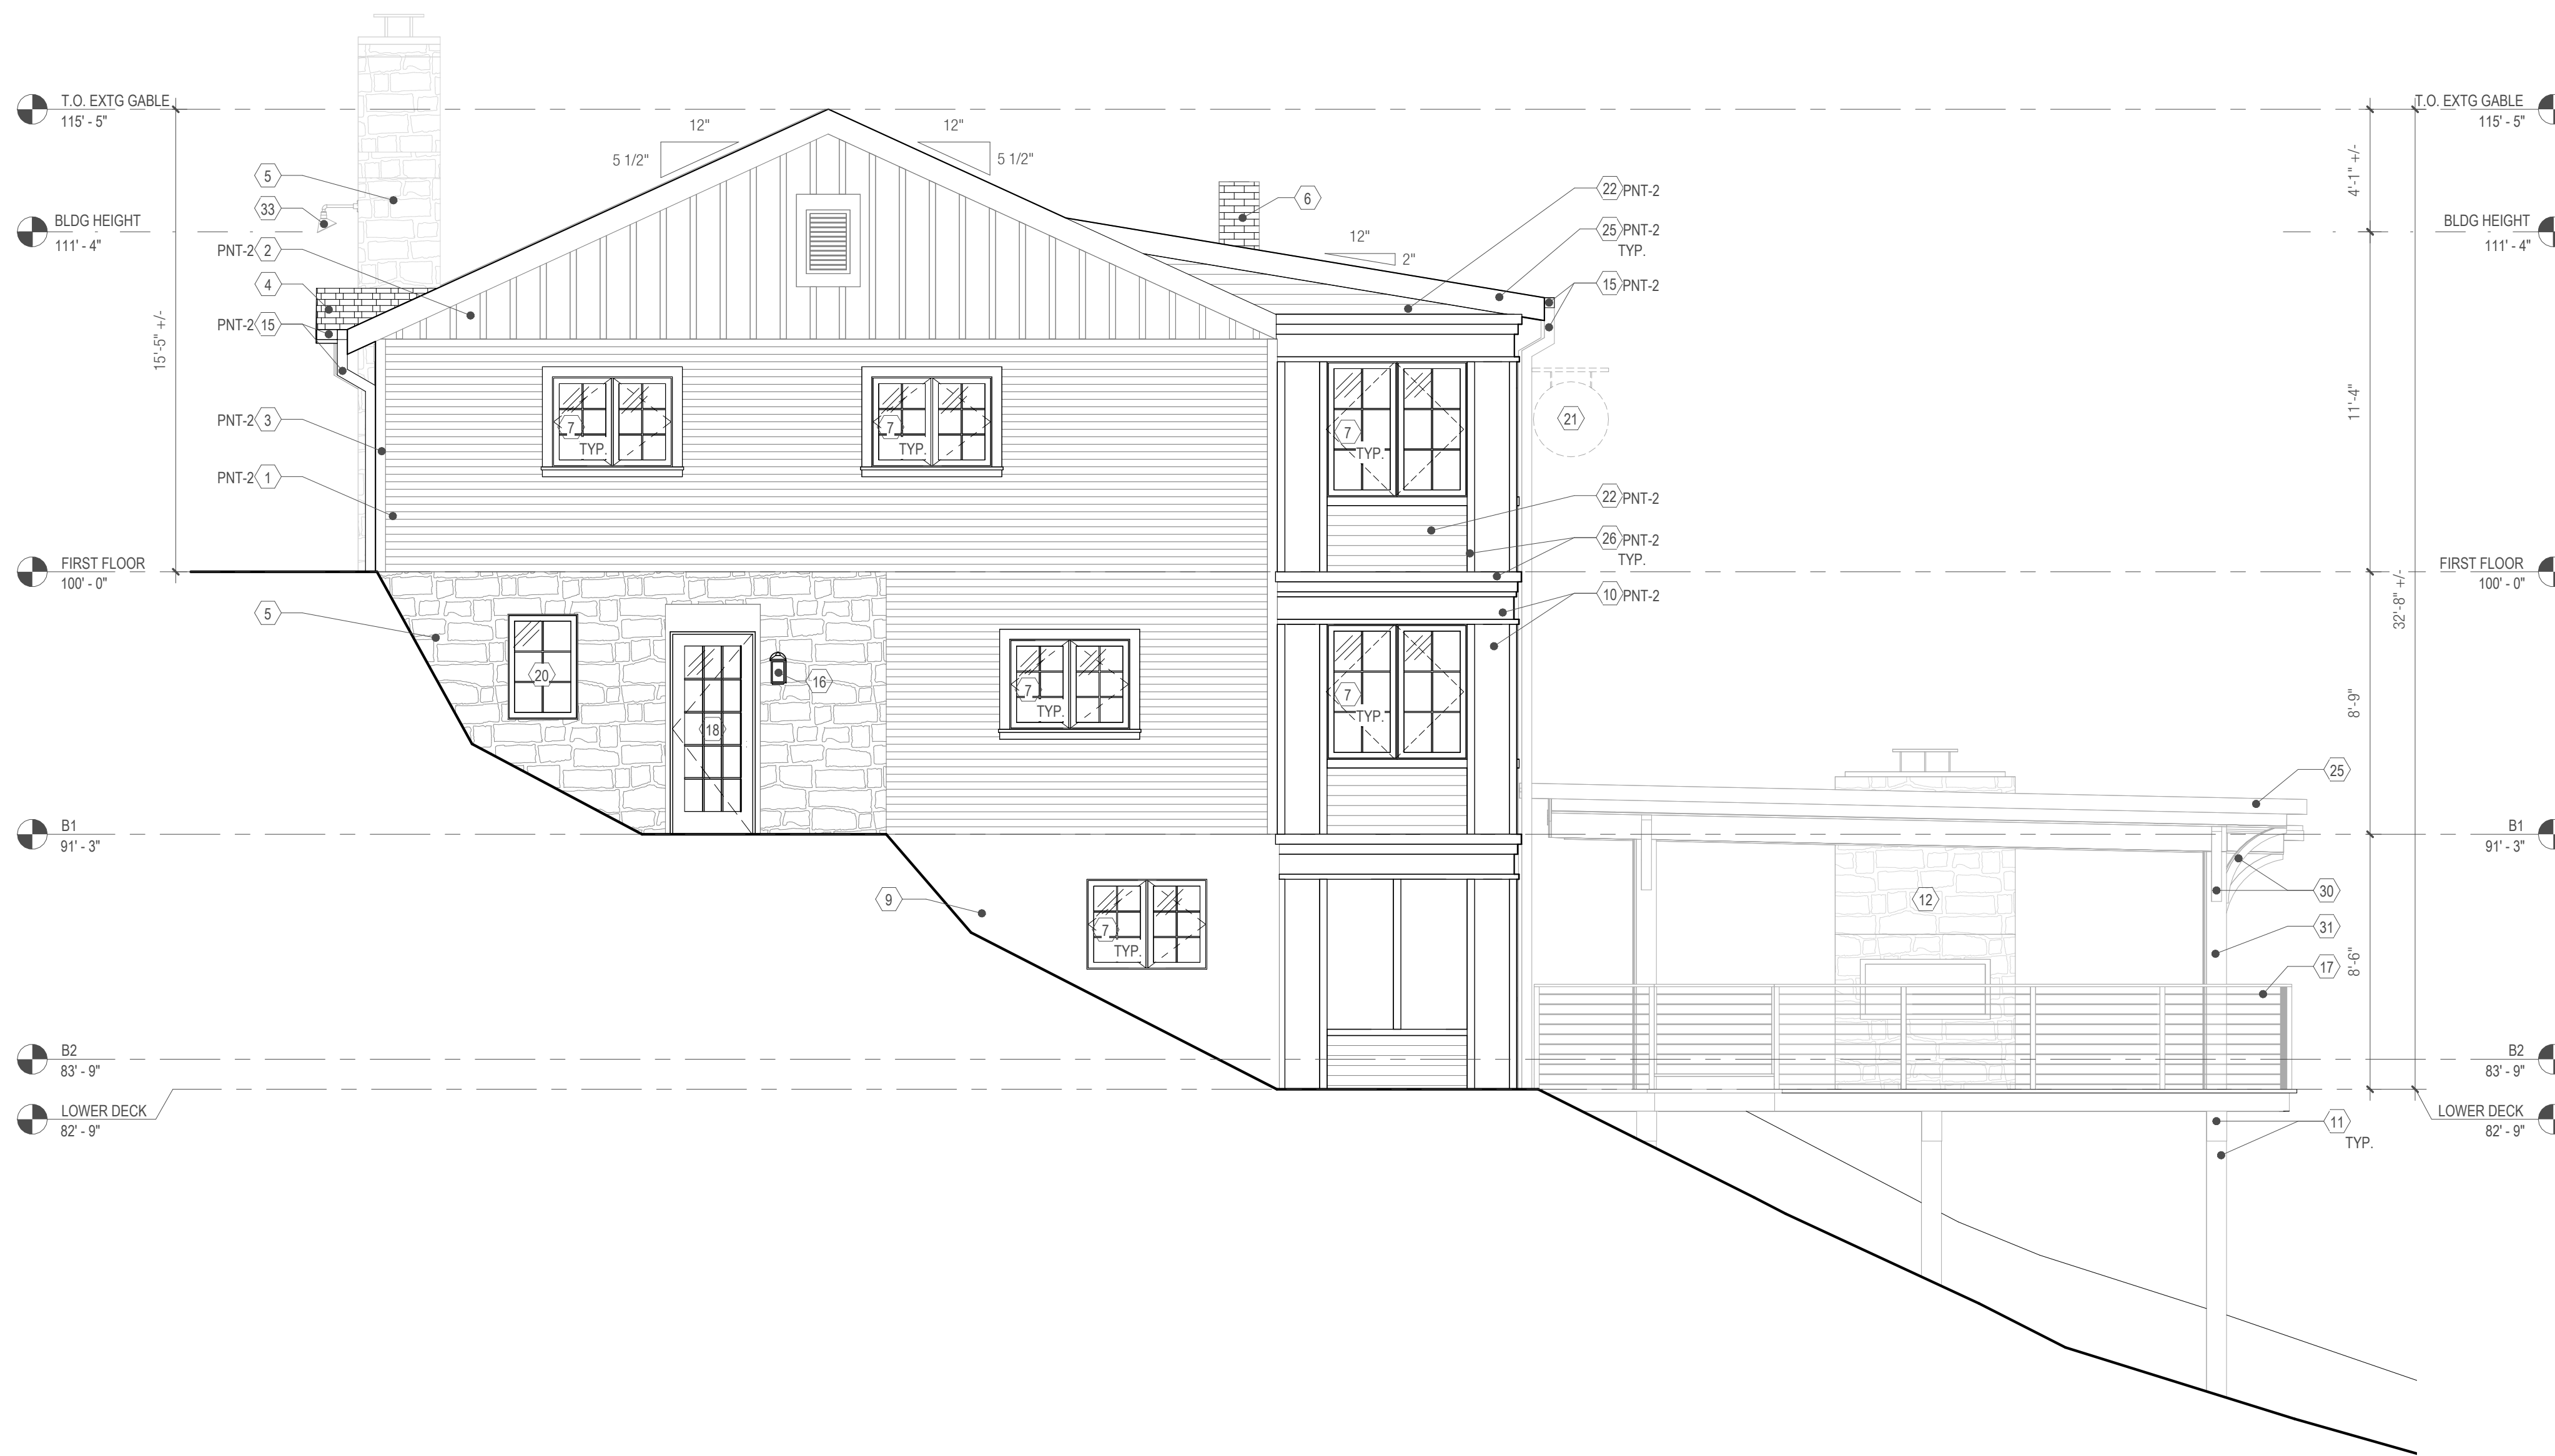 T.O. EXTG GABLE
115' - 5"
T.O. EXTG GABLE
115' - 5"
12"
5 1/2"
12"
5 1/2"
4'-1" +/-
5
33
6
22 PNT-2
25 PNT-2
TYP.
BLDG HEIGHT
111' - 4"
BLDG HEIGHT
111' - 4"
PNT-2 2
12"
2"
4
15 PNT-2
PNT-2 15
15'-5" +/-
11'-4"
PNT-2 3
7
TYP.
7
TYP.
7
TYP.
21
PNT-2 1
22 PNT-2
26 PNT-2
TYP.
FIRST FLOOR
100' - 0"
FIRST FLOOR
100' - 0"
32'-8" +/-
10 PNT-2
5
20
16
18
7
TYP.
7
TYP.
8'-9"
25
B1
91' - 3"
B1
91' - 3"
9
7
TYP.
12
30
31
17
8'-6"
B2
83' - 9"
B2
83' - 9"
LOWER DECK
82' - 9"
LOWER DECK
82' - 9"
11
TYP.